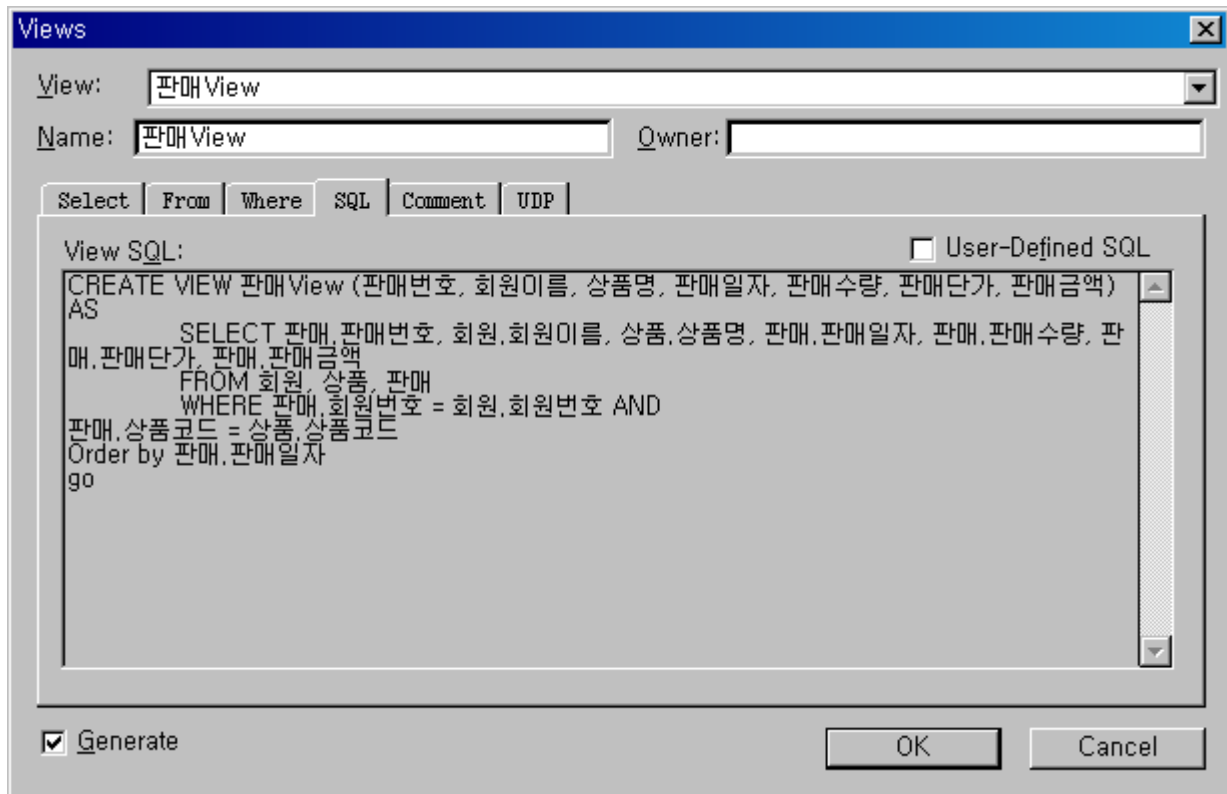 Views
View: 판매View
Name: 판매View Owner:
Select From Where SQL Comment UDP
View SQL: User-Defined SQL
CREATE VIEW 판매View (판매번호, 회원이름, 상품명, 판매일자, 판매수량, 판매단가, 판매금액)
AS
SELECT 판매.판매번호, 회원.회원이름, 상품.상품명, 판매.판매일자, 판매.판매수량, 판
매.판매단가, 판매.판매금액
FROM 회원, 상품, 판매
WHERE 판매.회원번호 = 회원.회원번호 AND
판매.상품코드 = 상품.상품코드
Order by 판매.판매일자
go
Generate OK Cancel